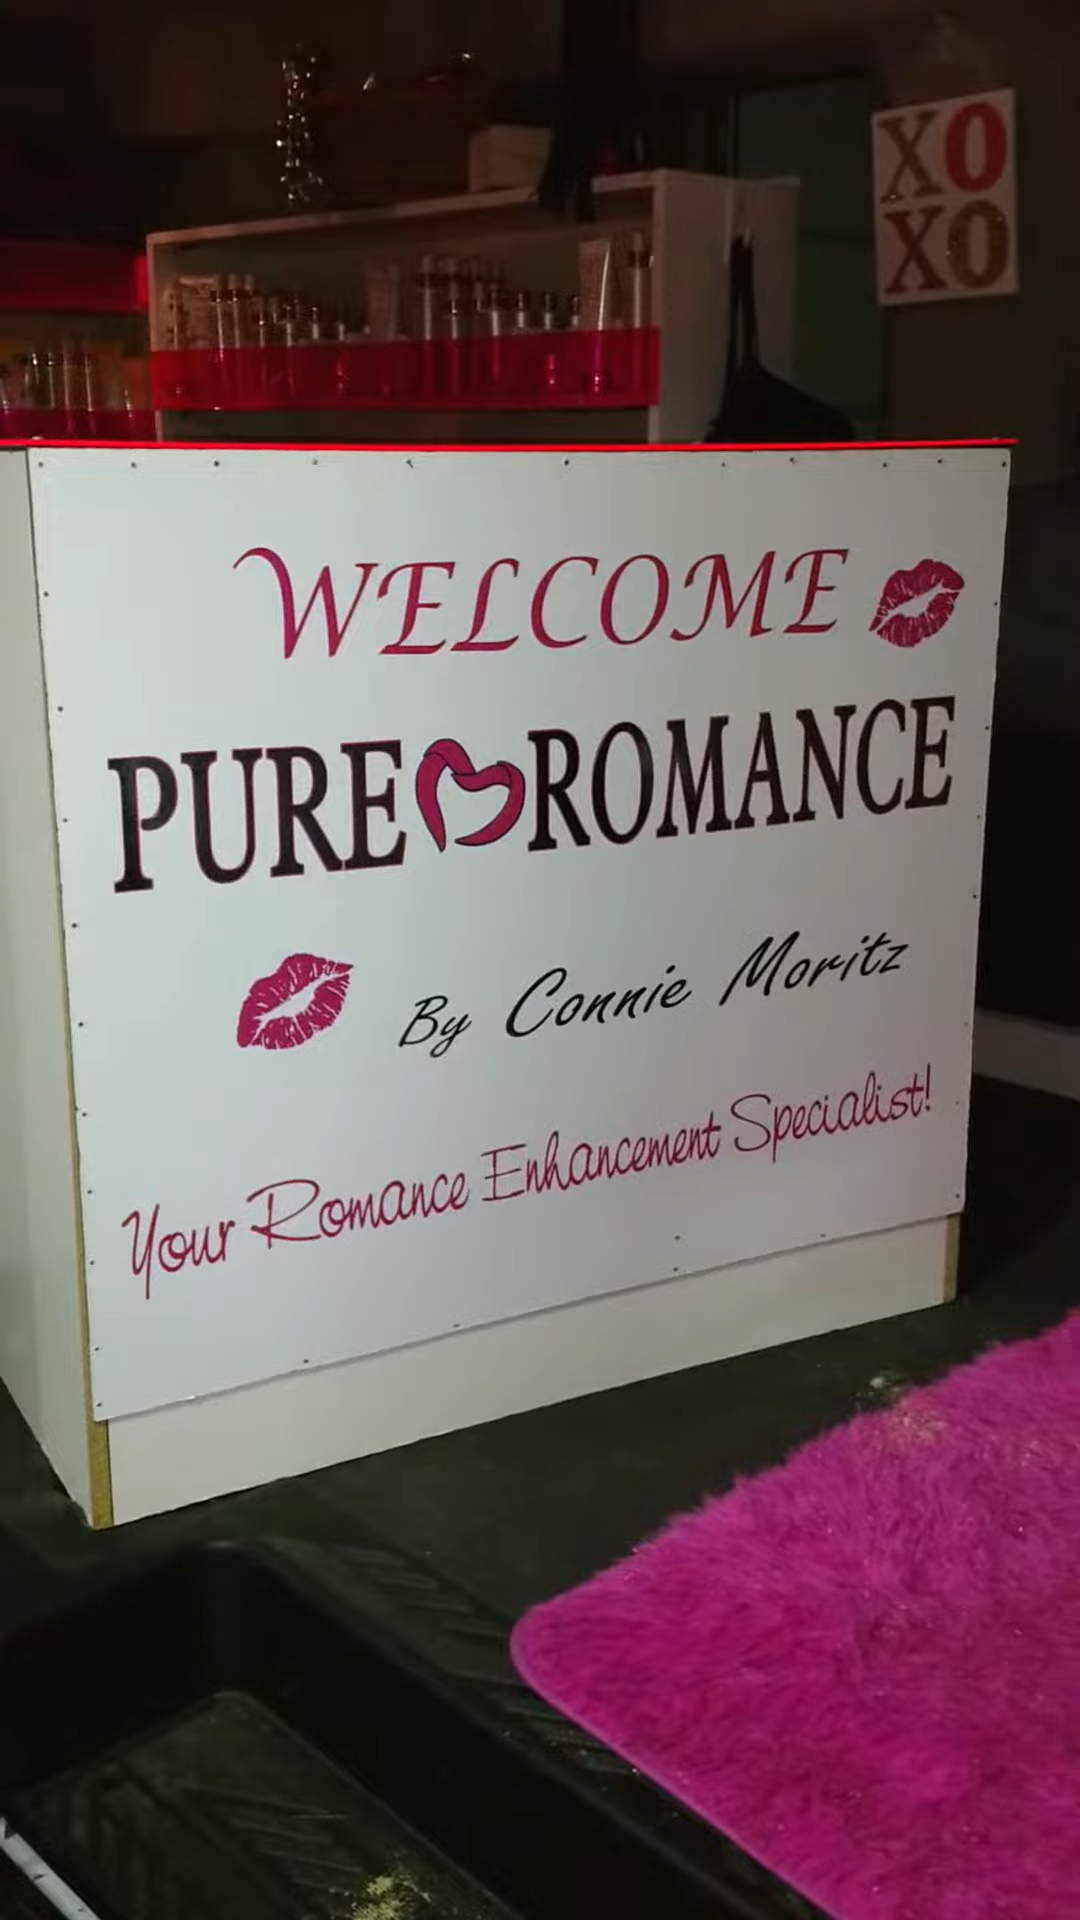 XO
XO
WELCOME
PURE ROMANCE
By Connie Moritz
Your Romance Enhancement Specialist!